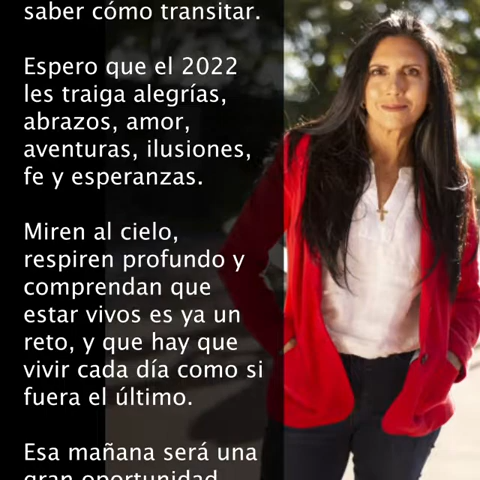 saber cómo transitar.
Espero que el 2022
les traiga alegrías,
abrazos, amor,
aventuras, ilusiones,
fe y esperanzas.
Miren al cielo,
respiren profundo y
comprendan que
estar vivos es ya un
reto, y que hay que
vivir cada día como si
fuera el último.
Esa mañana será una
gran oportunidad